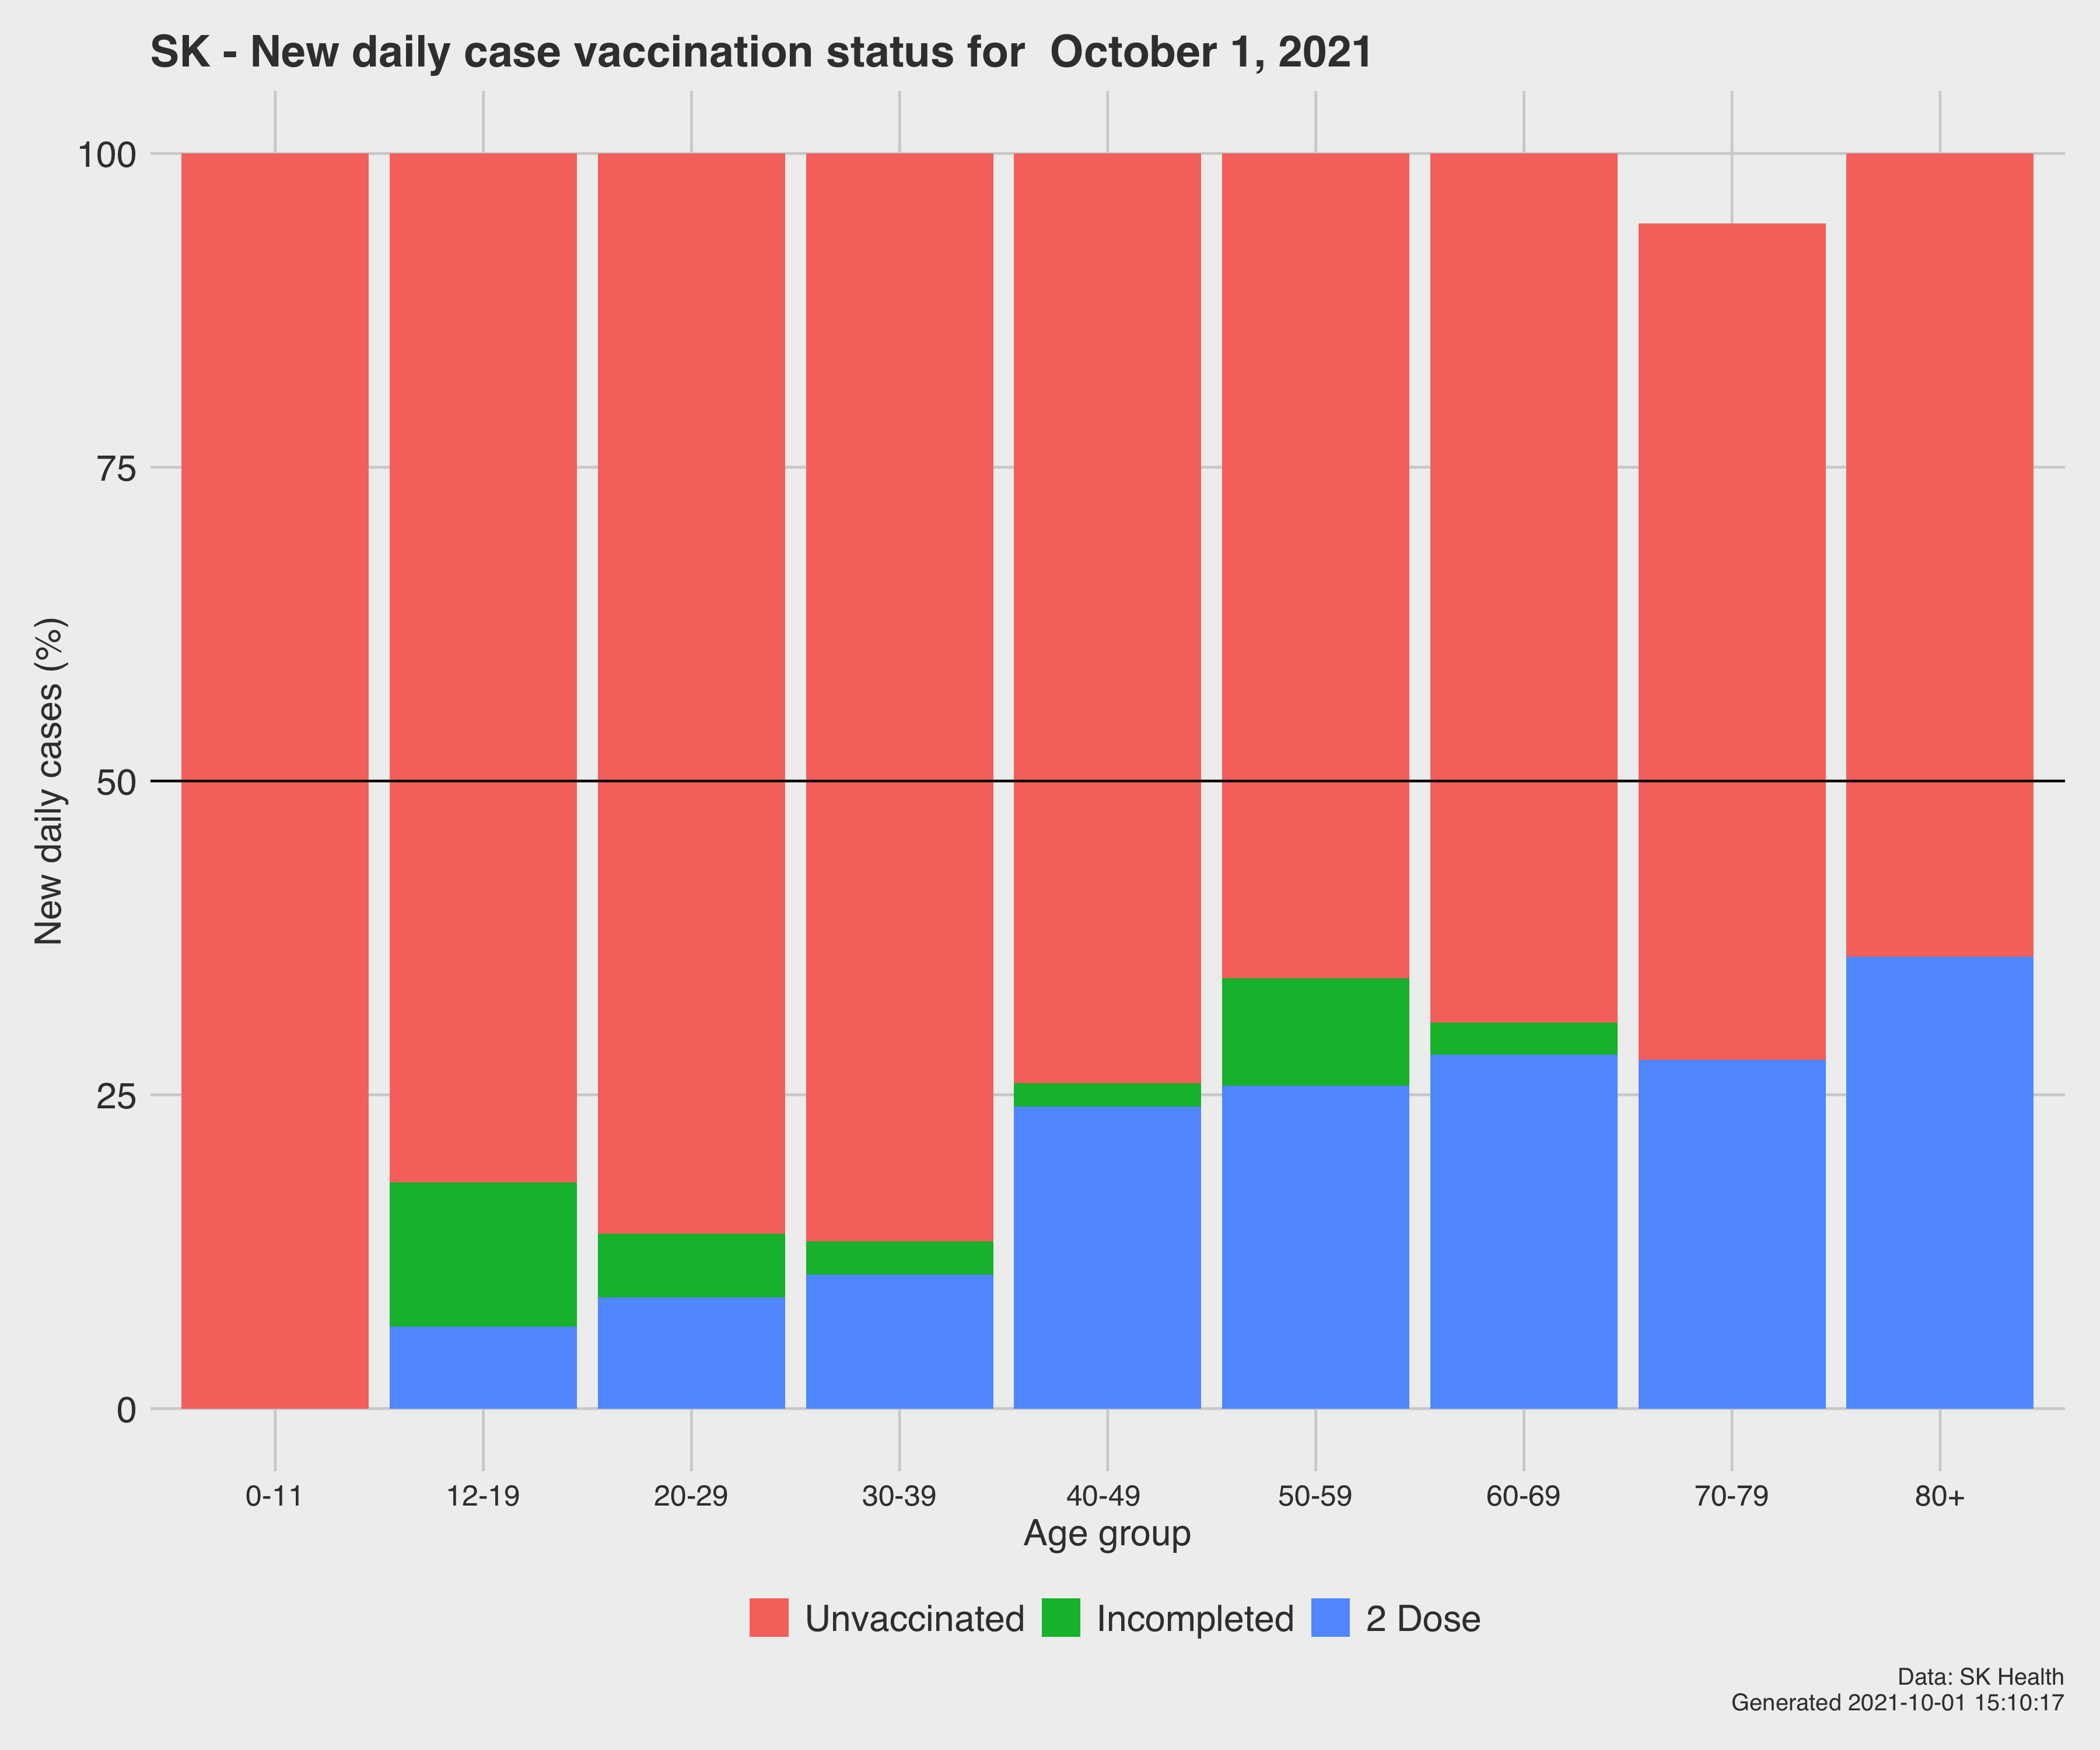 SK - New daily case vaccination status for  October 1, 2021
100
75
50
25
0
New daily cases (%)
0-11 12-19 20-29 30-39 40-49 50-59 60-69 70-79 80+
Age group
Unvaccinated Incompleted 2 Dose
Data: SK Health
Generated 2021-10-01 15:10:17